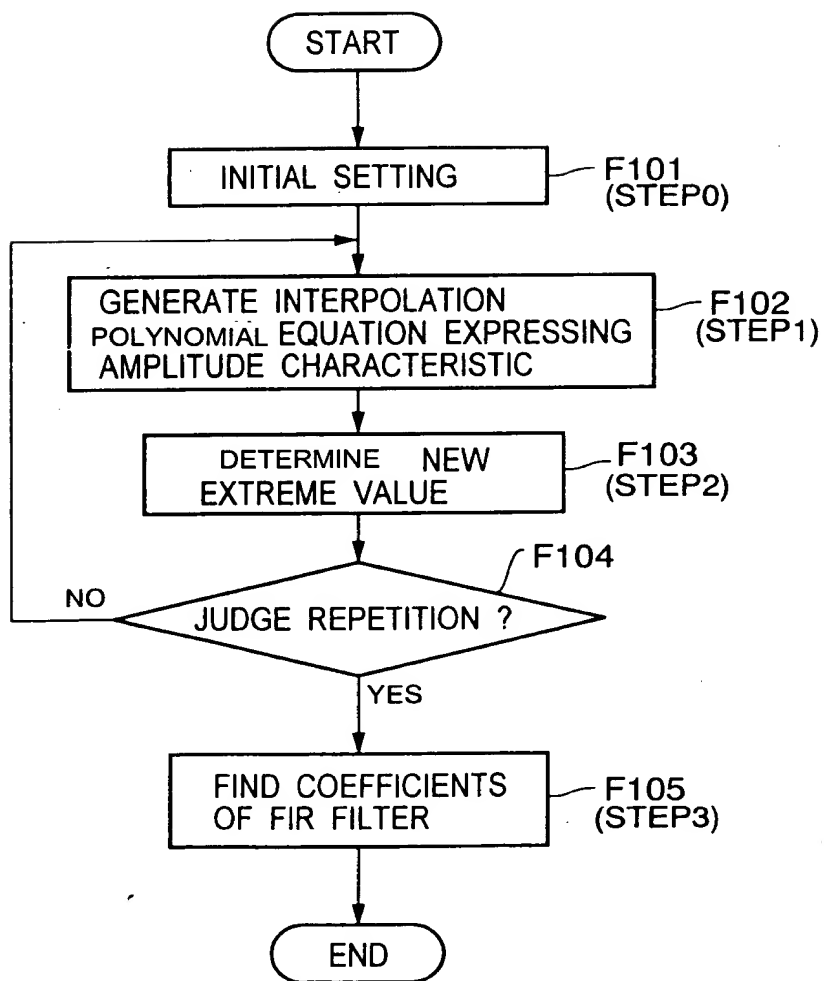 START
INITIAL SETTING
F101
(STEP0)
GENERATE INTERPOLATION
POLYNOMIAL EQUATION EXPRESSING
AMPLITUDE CHARACTERISTIC
F102
(STEP1)
DETERMINE NEW
EXTREME VALUE
F103
(STEP2)
F104
NO
JUDGE REPETITION ?
YES
FIND COEFFICIENTS
OF FIR FILTER
F105
(STEP3)
END